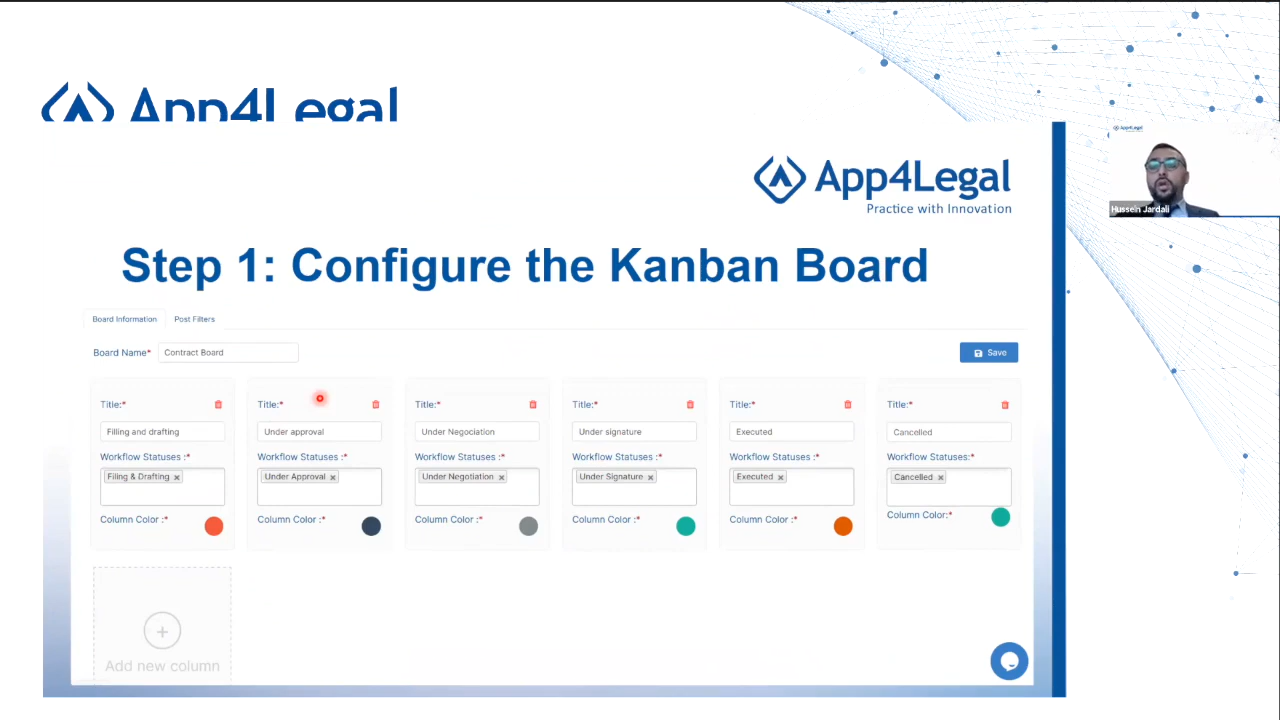 App4Legal
App4Legal
App4Legal
Practice with Innovation
Hussein Jardali
Step 1: Configure the Kanban Board
Board Information Post Filters
Board Name* Contract Board Save
Title:* Title:* Title:* Title:* Title:* Title:*
Filling and drafting Under approval Under Negociation Under signature Executed Cancelled
Workflow Statuses :* Workflow Statuses :* Workflow Statuses :* Workflow Statuses :* Workflow Statuses :* Workflow Statuses:*
Filing & Drafting x Under Approval x Under Negotiation x Under Signature x Executed x Cancelled x
Column Color :* Column Color :* Column Color :* Column Color :* Column Color :* Column Color:*
Add new column